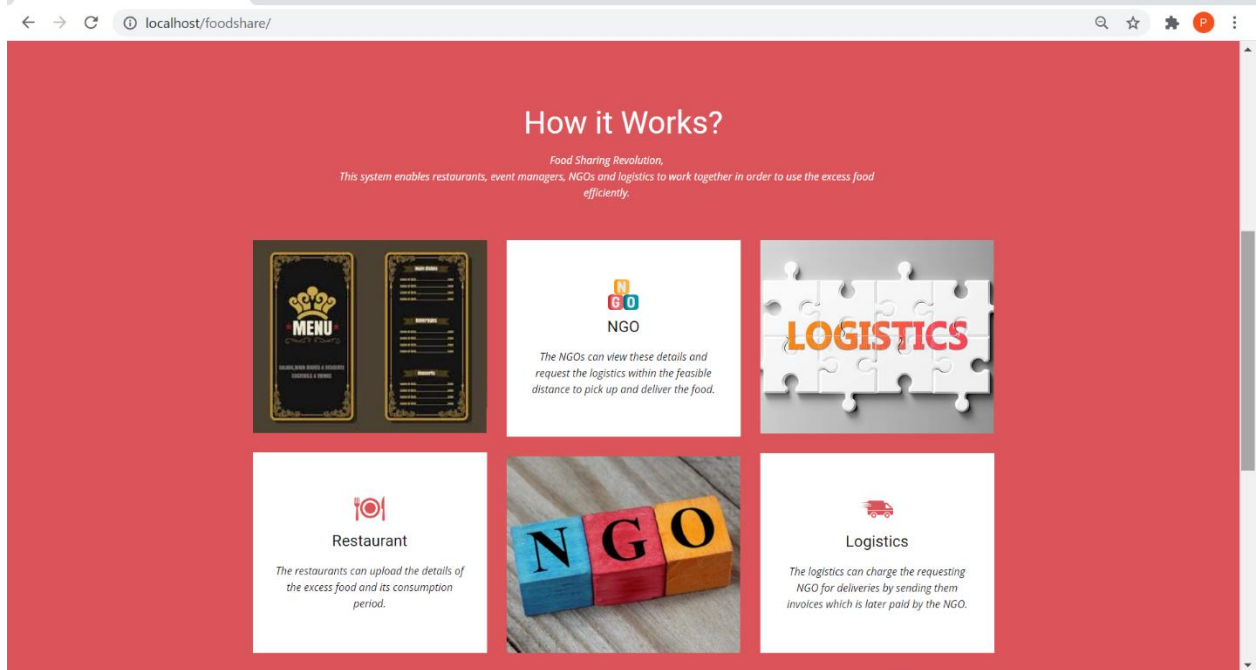 localhost/foodshare/
P
How it Works?
Food Sharing Revolution,
This system enables restaurants, event managers, NGOs and logistics to work together in order to use the excess food
efficiently.
MENU
Main dishes
Beverages
Desserts
N
G O
NGO
The NGOs can view these details and
request the logistics within the feasible
distance to pick up and deliver the food.
LOGISTICS
Restaurant
The restaurants can upload the details of
the excess food and its consumption
period.
N G O
Logistics
The logistics can charge the requesting
NGO for deliveries by sending them
invoices which is later paid by the NGO.